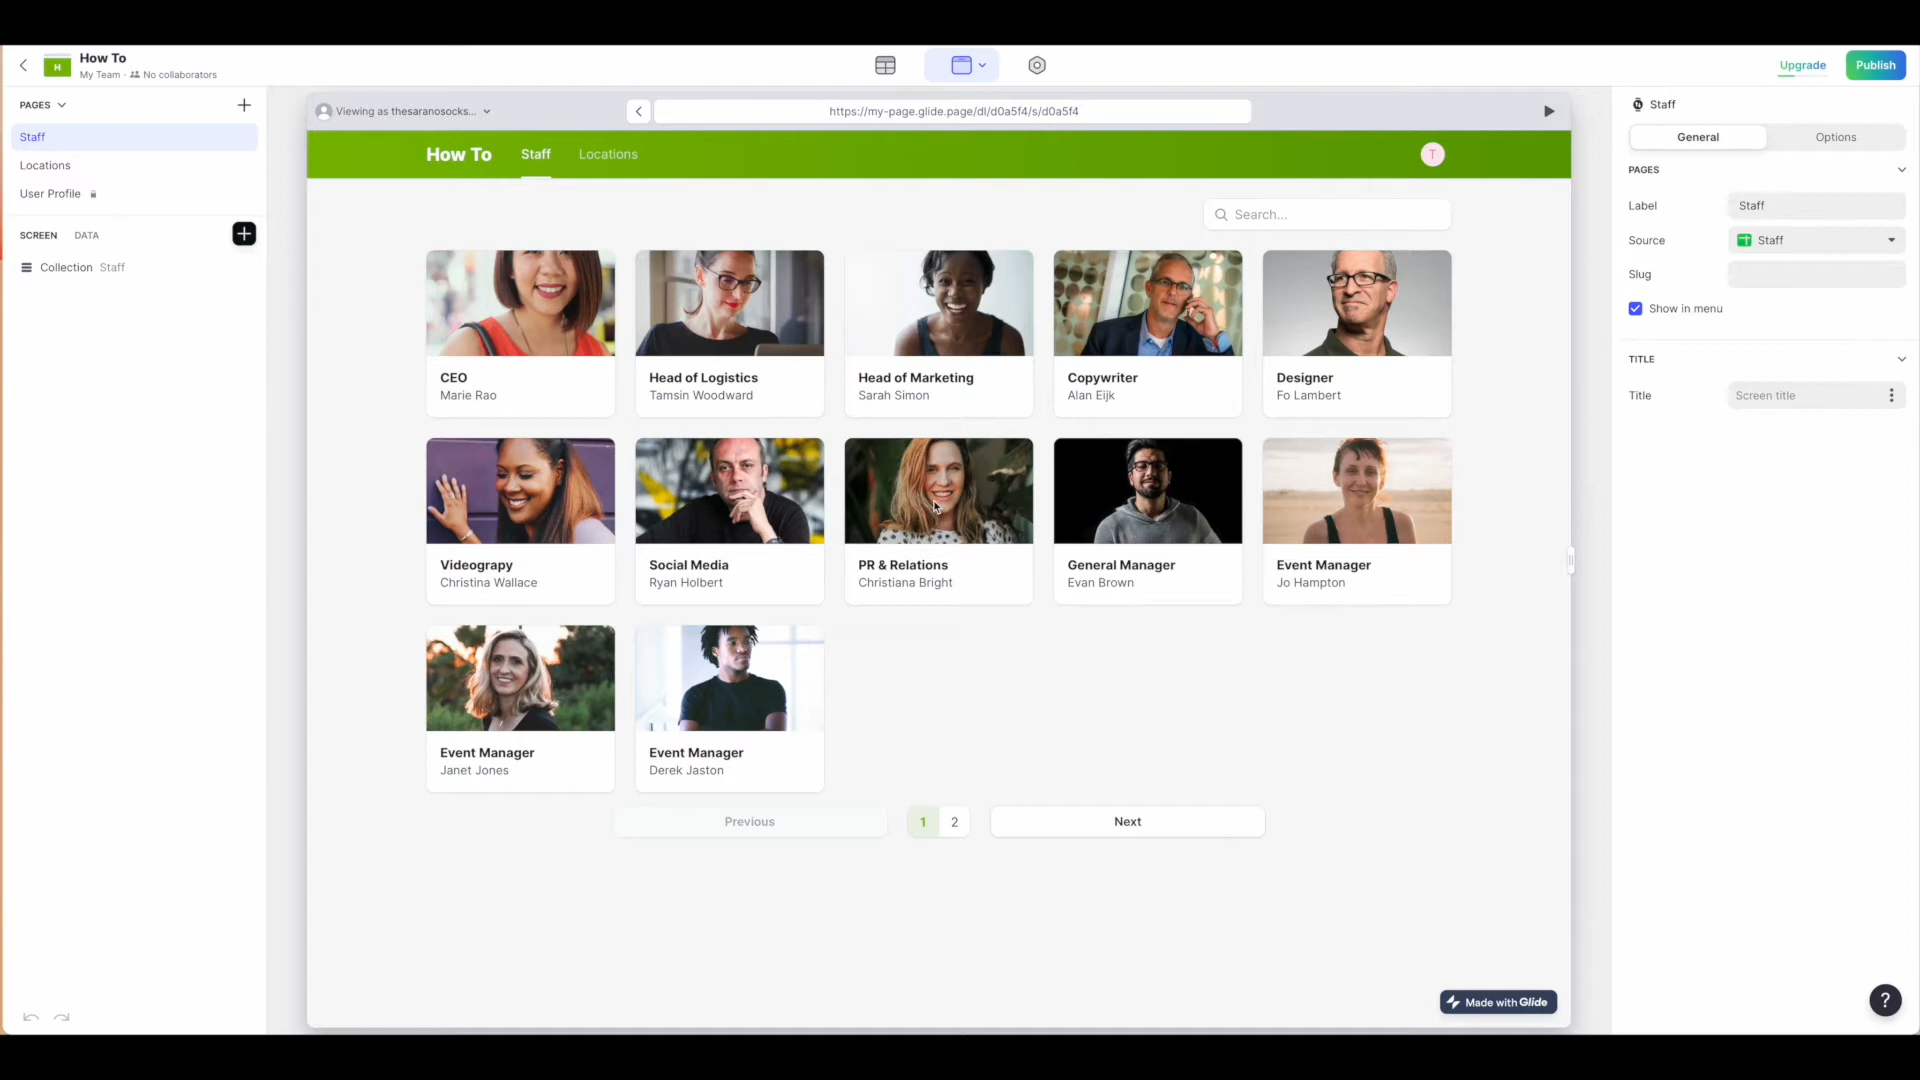 H
How To
My Team · No collaborators
Upgrade
Publish
PAGES
Staff
Locations
User Profile
SCREEN
DATA
Collection Staff
Viewing as thesaranosocks...
https://my-page.glide.page/dl/d0a5f4/s/d0a5f4
How To
Staff
Locations
T
Search...
CEO
Marie Rao
Head of Logistics
Tamsin Woodward
Head of Marketing
Sarah Simon
Copywriter
Alan Eijk
Designer
Fo Lambert
Videograpy
Christina Wallace
Social Media
Ryan Holbert
PR & Relations
Christiana Bright
General Manager
Evan Brown
Event Manager
Jo Hampton
Event Manager
Janet Jones
Event Manager
Derek Jaston
Previous
1
2
Next
Made with Glide
Staff
General
Options
PAGES
Label
Staff
Source
Staff
Slug
Show in menu
TITLE
Title
Screen title
?